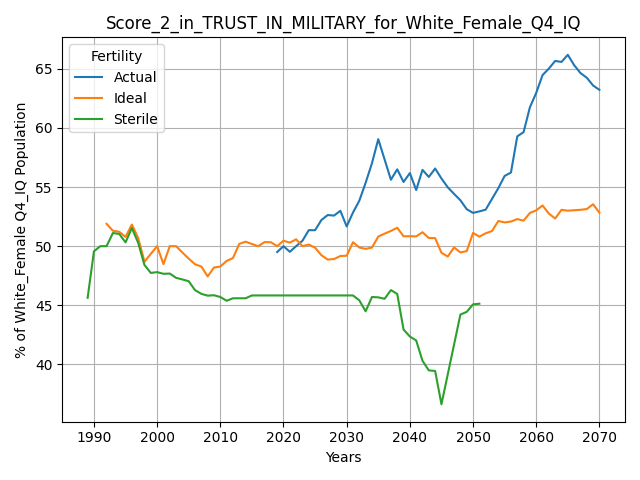 Score_2_in_TRUST_IN_MILITARY_for_White_Female_Q4_IQ
Fertility
Actual
Ideal
Sterile
% of White_Female Q4_IQ Population
65
60
55
50
45
40
1990 2000 2010 2020 2030 2040 2050 2060 2070
Years